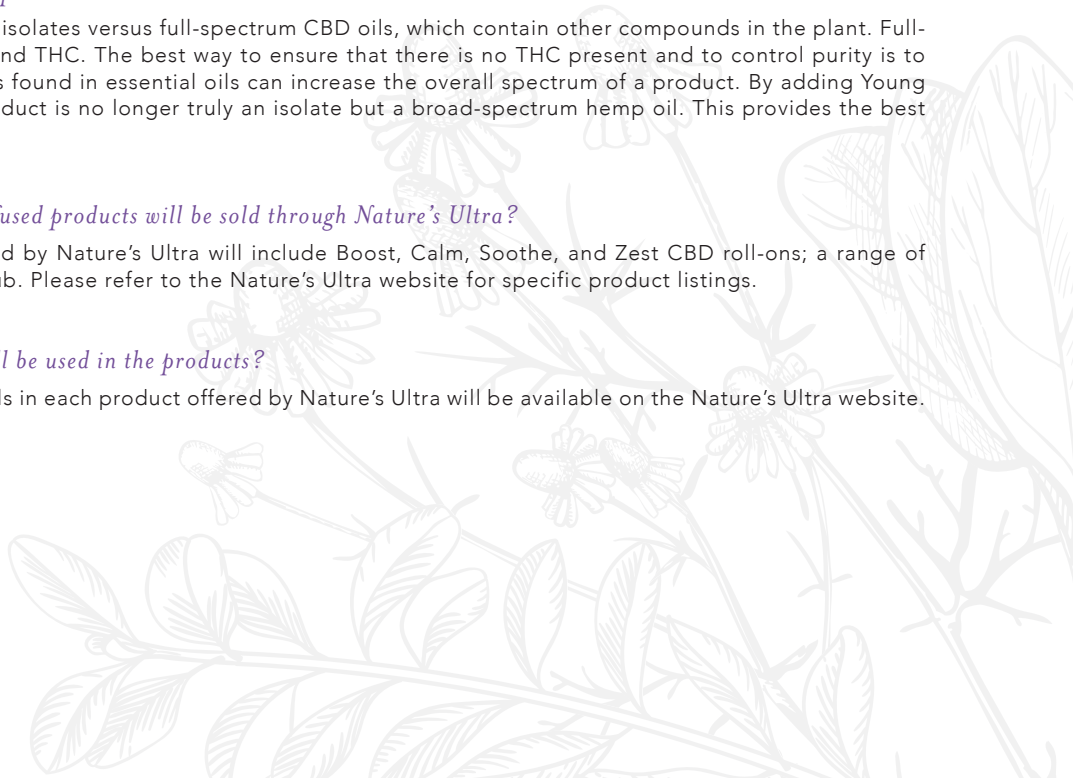 isolates versus full-spectrum CBD oils, which contain other compounds in the plant. Full-
THC. The best way to ensure that there is no THC present and to control purity is to
found in essential oils can increase the overall spectrum of a product. By adding Young
is no longer truly an isolate but a broad-spectrum hemp oil. This provides the best
products will be sold through Nature’s Ultra?
by Nature’s Ultra will include Boost, Calm, Soothe, and Zest CBD roll-ons; a range of
Please refer to the Nature’s Ultra website for specific product listings.
be used in the products?
in each product offered by Nature’s Ultra will be available on the Nature’s Ultra website.